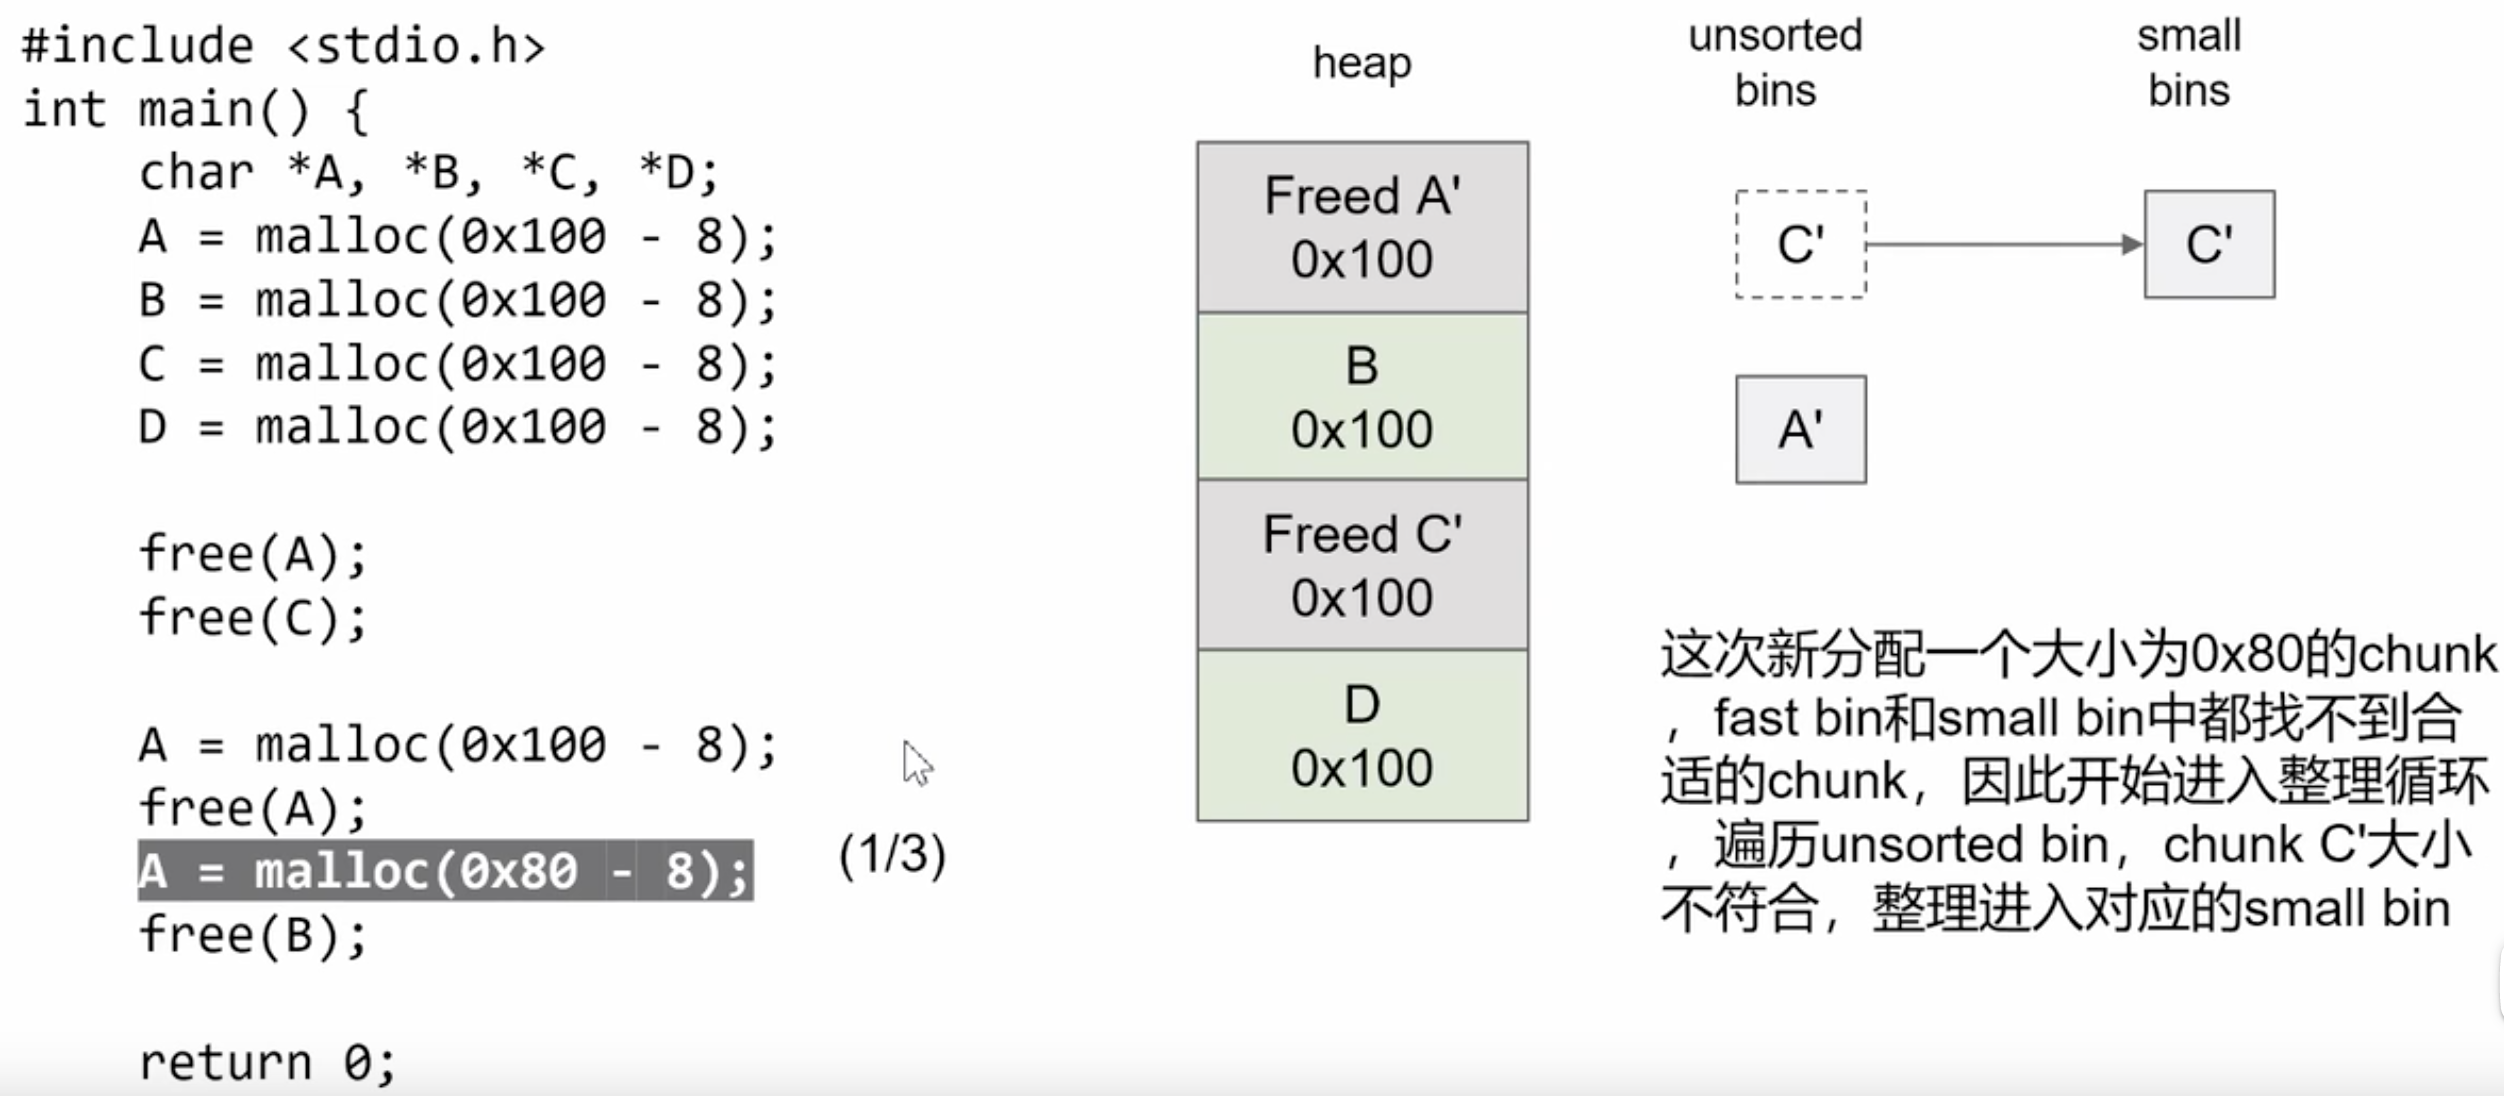 #include <stdio.h>
int main() {
char *A, *B, *C, *D;
A = malloc(0x100 - 8);
B = malloc(0x100 - 8);
C = malloc(0x100 - 8);
D = malloc(0x100 - 8);
free(A);
free(C);
A = malloc(0x100 - 8);
free(A);
A = malloc(0x80 - 8);
(1/3)
free(B);
return 0;
heap
Freed A'
0x100
B
0x100
Freed C'
0x100
D
0x100
unsorted
bins
small
bins
C'
C'
A'
这次新分配一个大小为0x80的chunk
，fast bin和small bin中都找不到合
适的chunk，因此开始进入整理循环
，遍历unsorted bin，chunk C'大小
不符合，整理进入对应的small bin